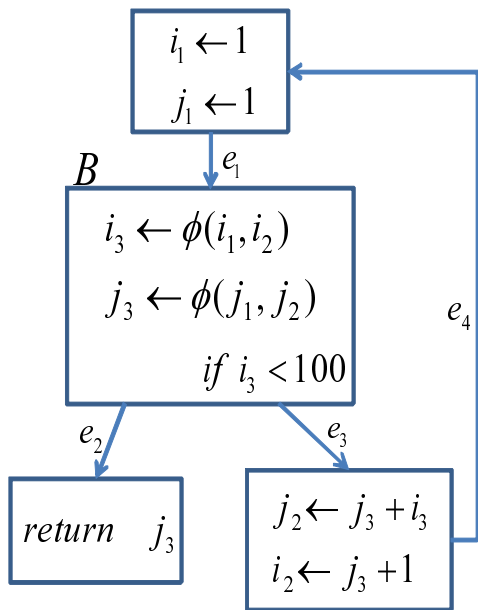 i₁ ← 1
j₁ ← 1
e₁
B
i₃ ← ϕ(i₁, i₂)
j₃ ← ϕ(j₁, j₂)
if i₃ < 100
e₄
e₂
e₃
return j₃
j₂ ← j₃ + i₃
i₂ ← j₃ + 1